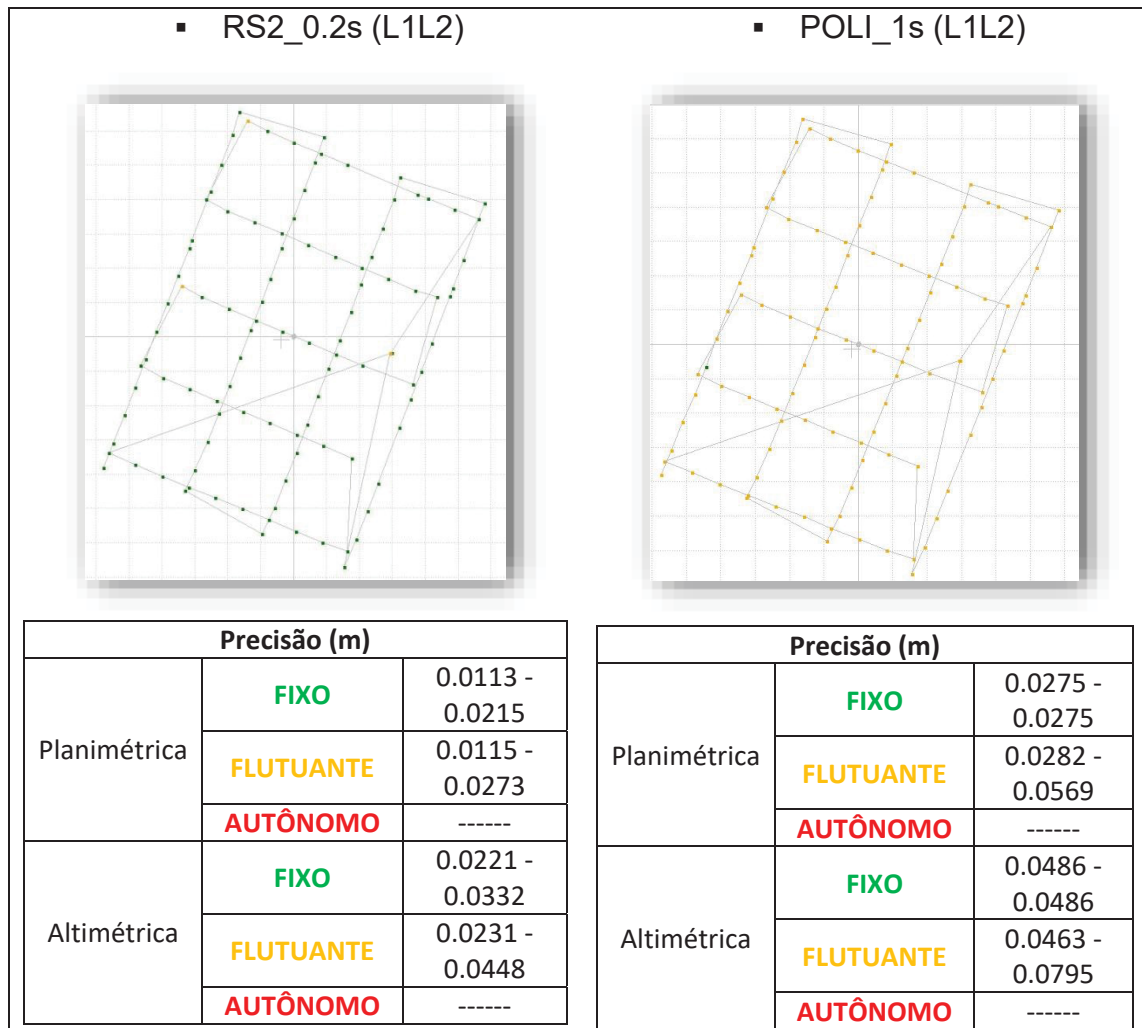 ▪ RS2_0.2s (L1L2)
▪ POLI_1s (L1L2)
Precisão (m)
Planimétrica
FIXO
0.0113 -
0.0215
FLUTUANTE
0.0115 -
0.0273
AUTÔNOMO
------
Altimétrica
FIXO
0.0221 -
0.0332
FLUTUANTE
0.0231 -
0.0448
AUTÔNOMO
------
Precisão (m)
Planimétrica
FIXO
0.0275 -
0.0275
FLUTUANTE
0.0282 -
0.0569
AUTÔNOMO
------
Altimétrica
FIXO
0.0486 -
0.0486
FLUTUANTE
0.0463 -
0.0795
AUTÔNOMO
------